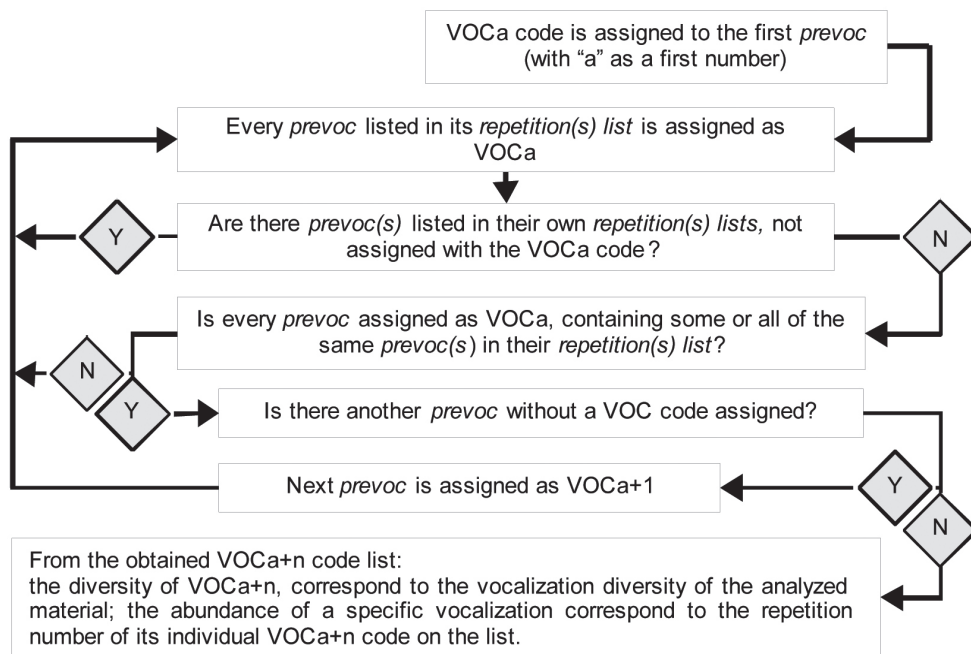 VOCa code is assigned to the first prevoc
(with “a” as a first number)
Every prevoc listed in its repetition(s) list is assigned as
VOCa
Are there prevoc(s) listed in their own repetition(s) lists, not
assigned with the VOCa code?
Y
N
Is every prevoc assigned as VOCa, containing some or all of the
same prevoc(s) in their repetition(s) list?
N
Y
Is there another prevoc without a VOC code assigned?
Next prevoc is assigned as VOCa+1
Y
N
From the obtained VOCa+n code list:
the diversity of VOCa+n, correspond to the vocalization diversity of the analyzed
material; the abundance of a specific vocalization correspond to the repetition
number of its individual VOCa+n code on the list.